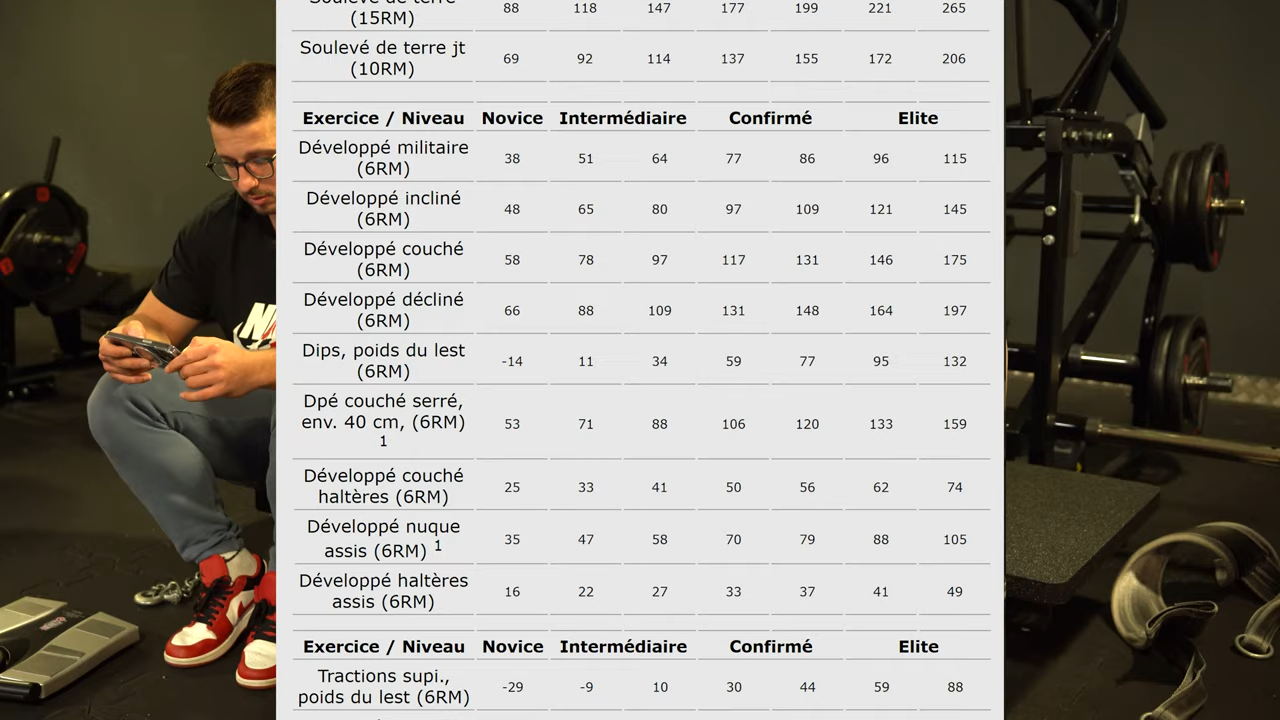 Soulevé de terre
(15RM) 88 118 147 177 199 221 265
Soulevé de terre jt
(10RM) 69 92 114 137 155 172 206
Exercice / Niveau Novice Intermédiaire Confirmé Elite
Développé militaire
(6RM) 38 51 64 77 86 96 115
Développé incliné
(6RM) 48 65 80 97 109 121 145
Développé couché
(6RM) 58 78 97 117 131 146 175
Développé décliné
(6RM) 66 88 109 131 148 164 197
Dips, poids du lest
(6RM) -14 11 34 59 77 95 132
Dpé couché serré,
env. 40 cm, (6RM)
1 53 71 88 106 120 133 159
Développé couché
haltères (6RM) 25 33 41 50 56 62 74
Développé nuque
assis (6RM) 1 35 47 58 70 79 88 105
Développé haltères
assis (6RM) 16 22 27 33 37 41 49
Exercice / Niveau Novice Intermédiaire Confirmé Elite
Tractions supi.,
poids du lest (6RM) -29 -9 10 30 44 59 88